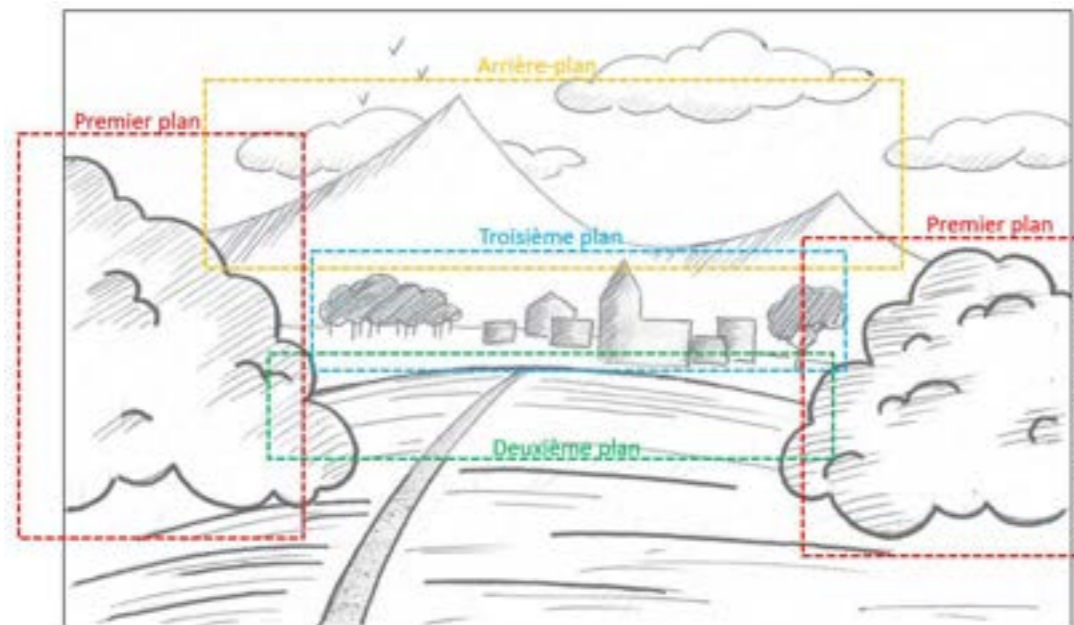 Arrière-plan
Premier plan
Premier plan
Troisième plan
Deuxième plan